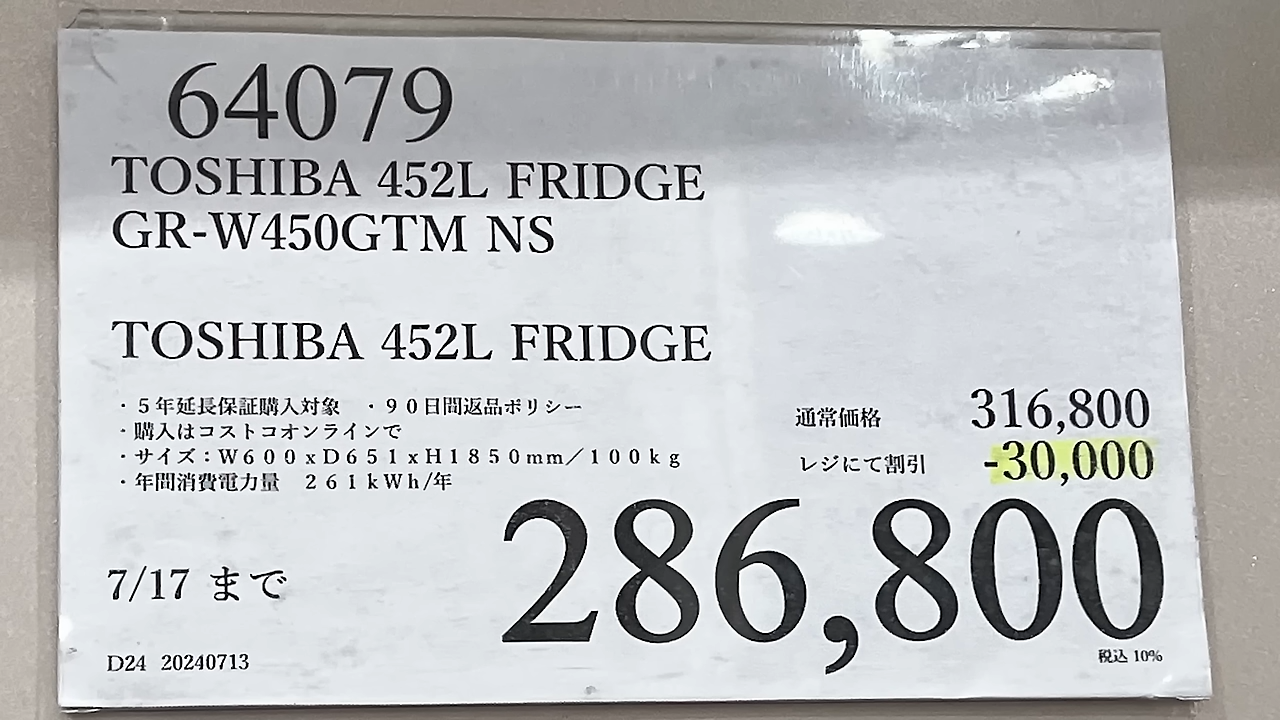 64079
TOSHIBA 452L FRIDGE
GR-W450GTM NS
TOSHIBA 452L FRIDGE
・５年延長保証購入対象　・９０日間返品ポリシー
・購入はコストコオンラインで
・サイズ：Ｗ６００ｘＤ６５１ｘＨ１８５０ｍｍ／１００ｋｇ
・年間消費電力量　２６１ｋＷｈ/年
通常価格 316,800
レジにて割引 -30,000
286,800
7/17 まで
税込 10%
D24 20240713